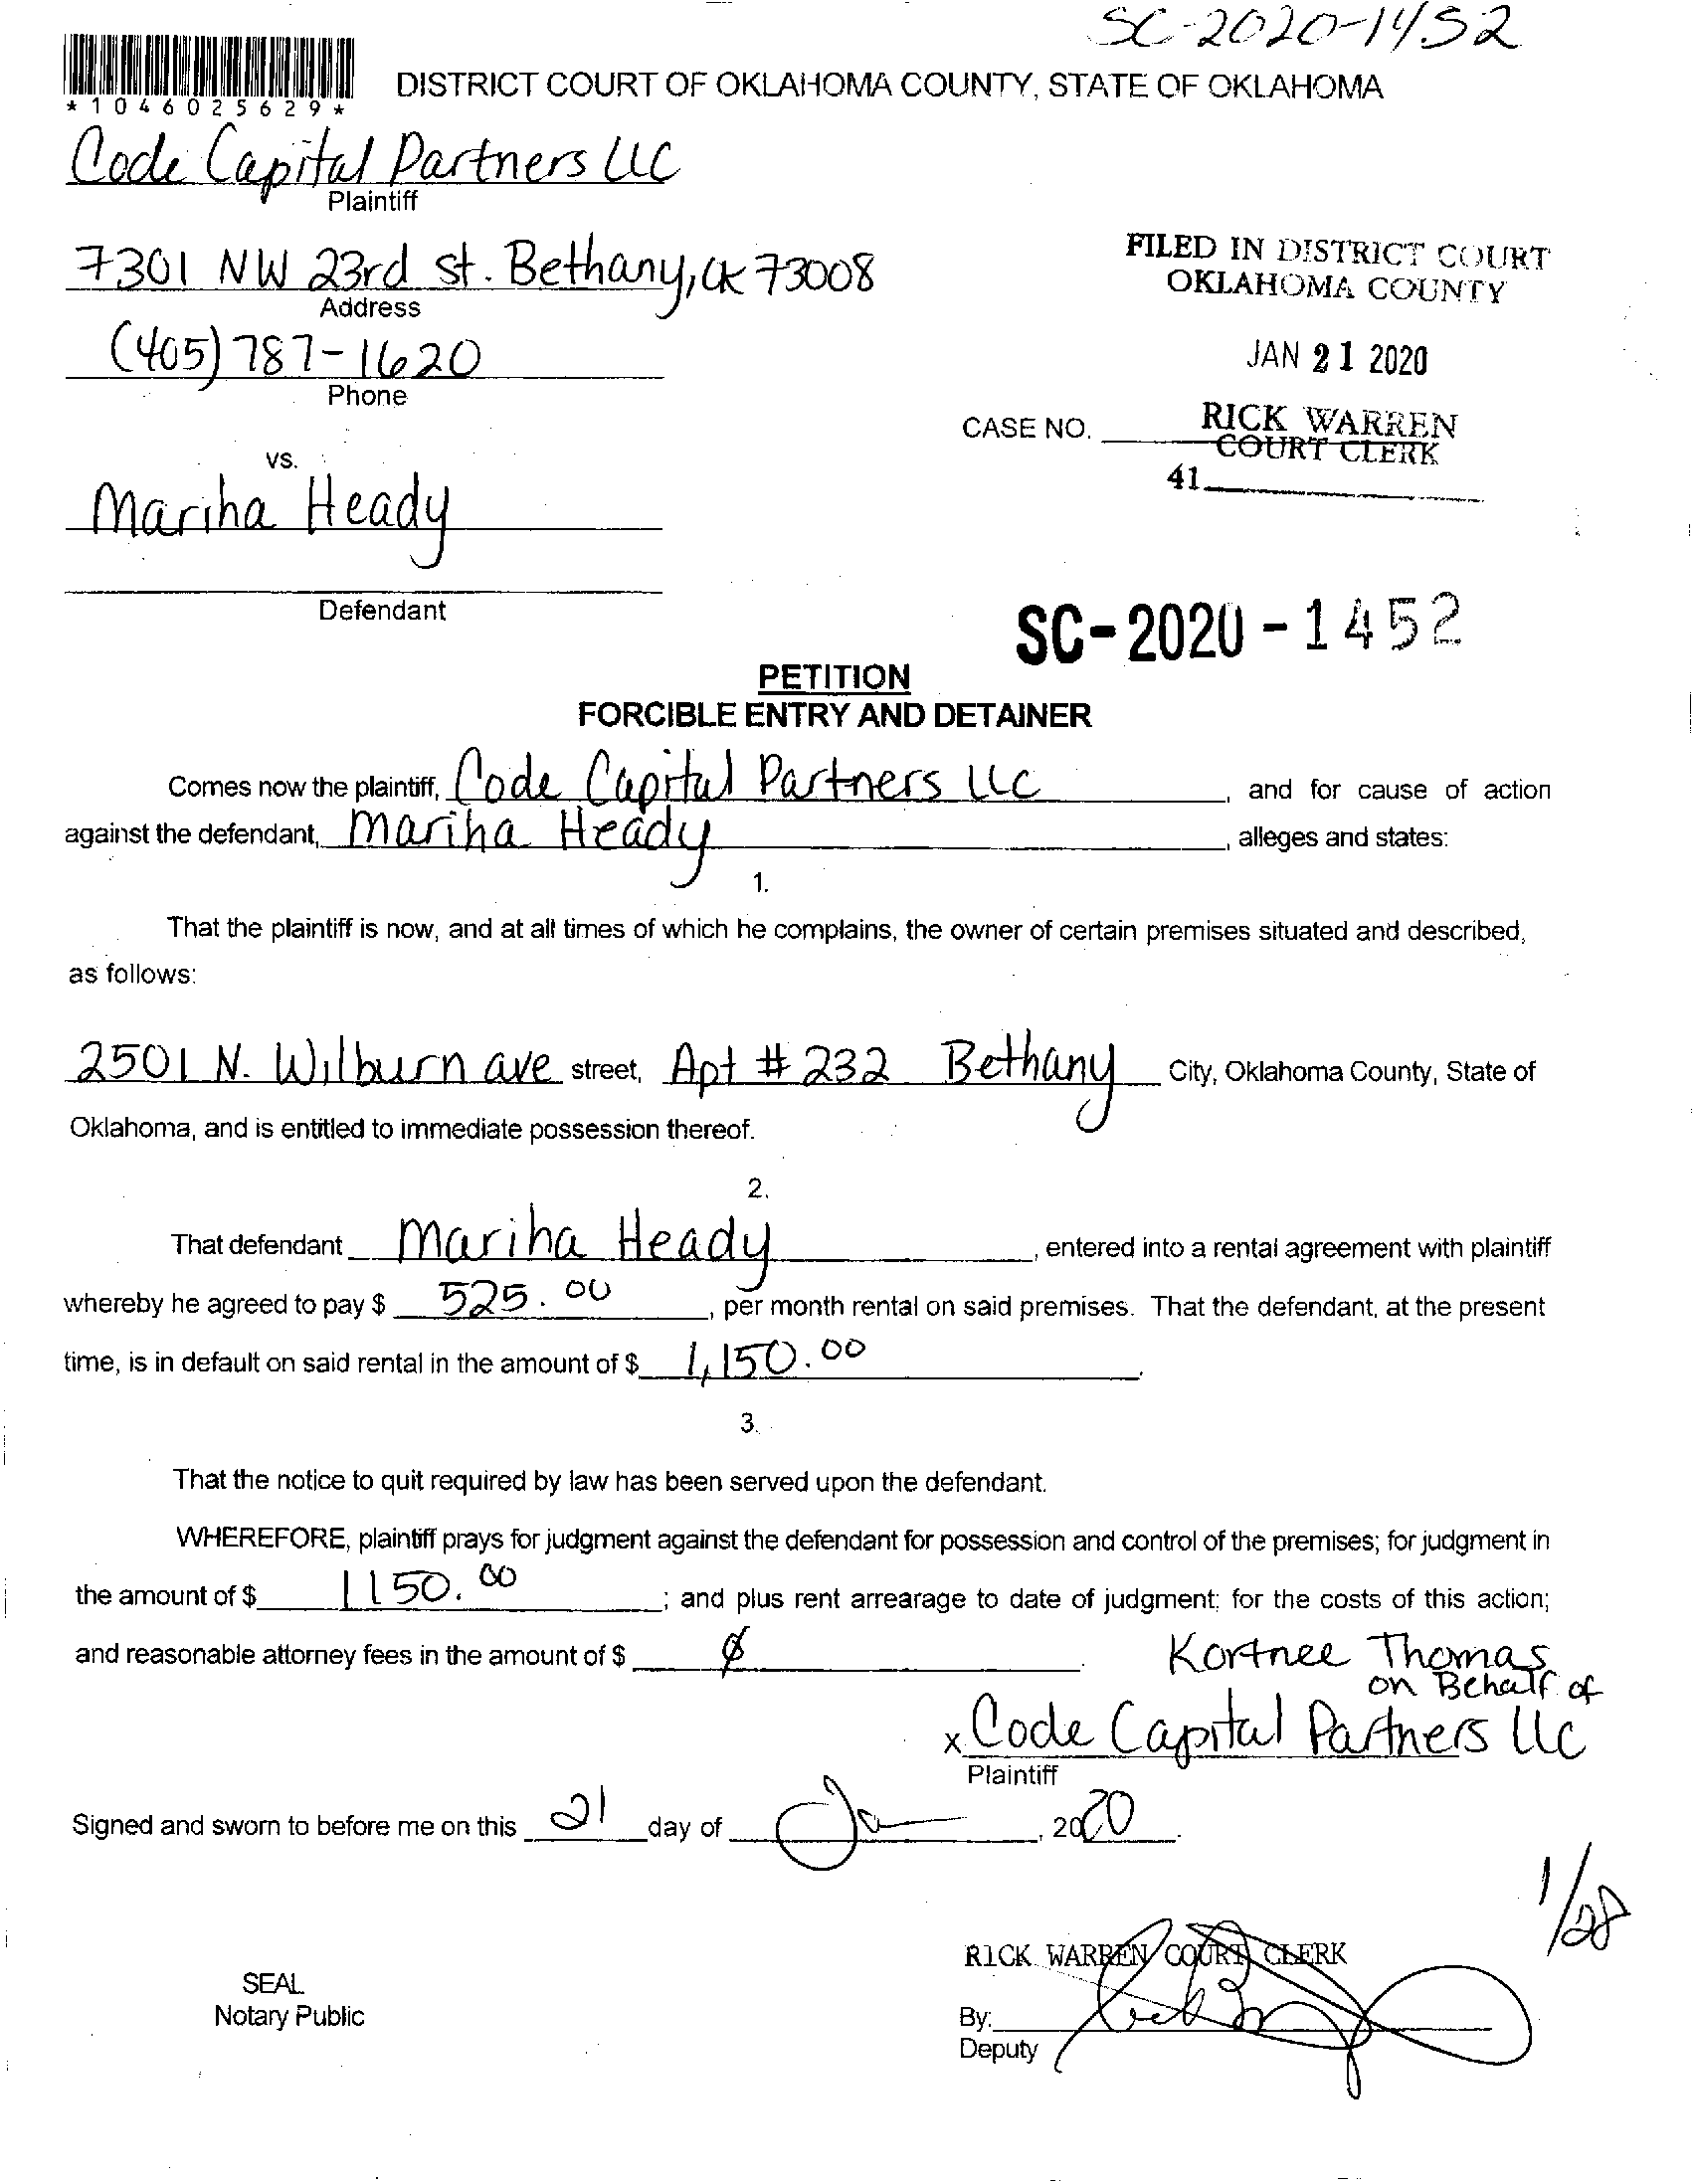 SC-2020-1452
*1046025629*
DISTRICT COURT OF OKLAHOMA COUNTY, STATE OF OKLAHOMA
Code Capital Partners LLC
Plaintiff
7301 NW 23rd st. Bethany, OK 73008
Address
(405) 787-1620
Phone
FILED IN DISTRICT COURT
OKLAHOMA COUNTY
JAN 21 2020
RICK WARREN
COURT CLERK
CASE NO.
41
vs.
Mariha Heady
Defendant
SC-2020-1452
PETITION
FORCIBLE ENTRY AND DETAINER
Comes now the plaintiff, Code Capital Partners LLC, and for cause of action
against the defendant, Mariha Heady, alleges and states:
1.
That the plaintiff is now, and at all times of which he complains, the owner of certain premises situated and described,
as follows:
2501 N. Wilburn ave street, Apt # 232 Bethany City, Oklahoma County, State of
Oklahoma, and is entitled to immediate possession thereof.
2.
That defendant Mariha Heady, entered into a rental agreement with plaintiff
whereby he agreed to pay $ 525.00, per month rental on said premises. That the defendant, at the present
time, is in default on said rental in the amount of $ 1,150.00.
3.
That the notice to quit required by law has been served upon the defendant.
WHEREFORE, plaintiff prays for judgment against the defendant for possession and control of the premises; for judgment in
the amount of $ 1150.00; and plus rent arrearage to date of judgment; for the costs of this action;
and reasonable attorney fees in the amount of $ ∅.
Kortnee Thomas
on Behalf of
x Code Capital Partners LLC
Plaintiff
Signed and sworn to before me on this 21 day of Jan, 2020.
1/28
RICK WARREN COURT CLERK
SEAL
Notary Public
By:
Deputy